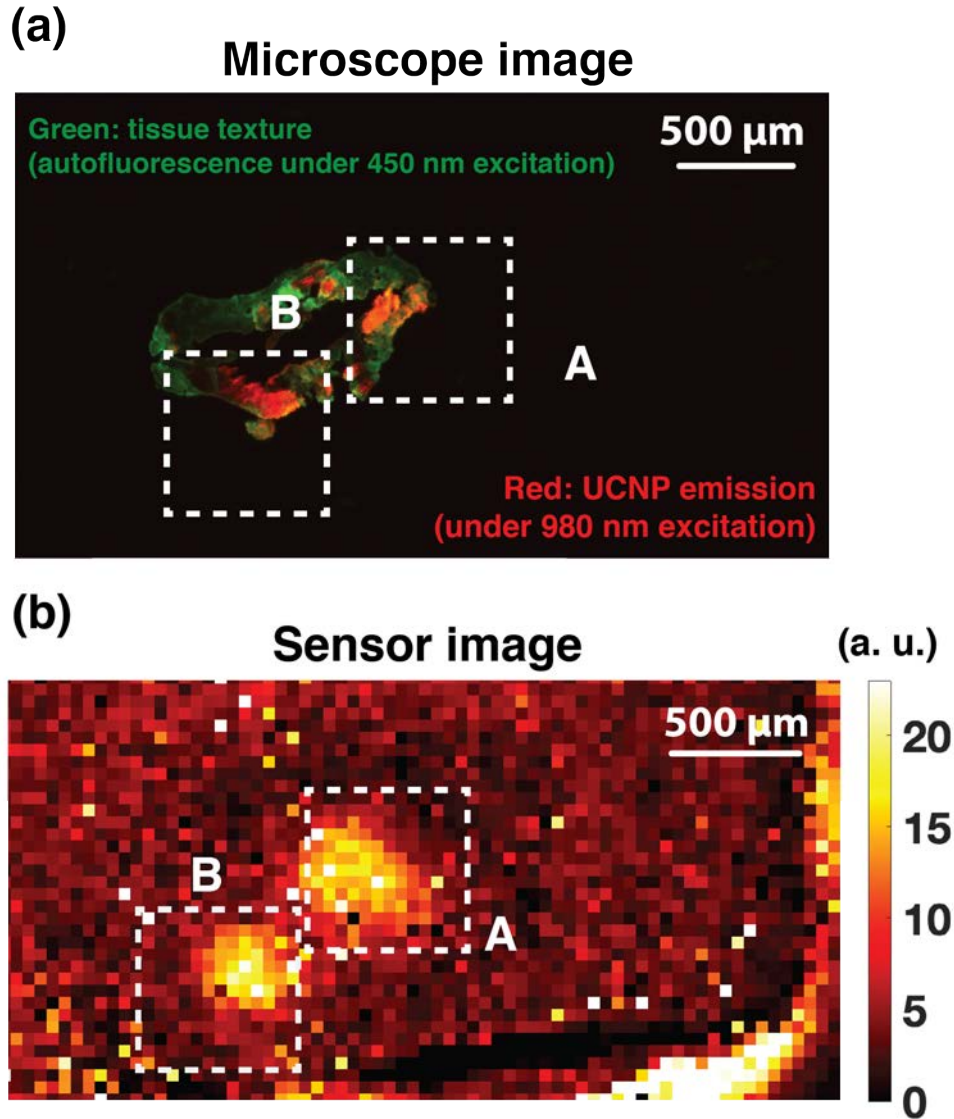 (a)
Microscope image
Green: tissue texture
(autofluorescence under 450 nm excitation)
500 µm
B
A
Red: UCNP emission
(under 980 nm excitation)
(b)
Sensor image
(a. u.)
500 µm
20
15
10
5
0
B
A